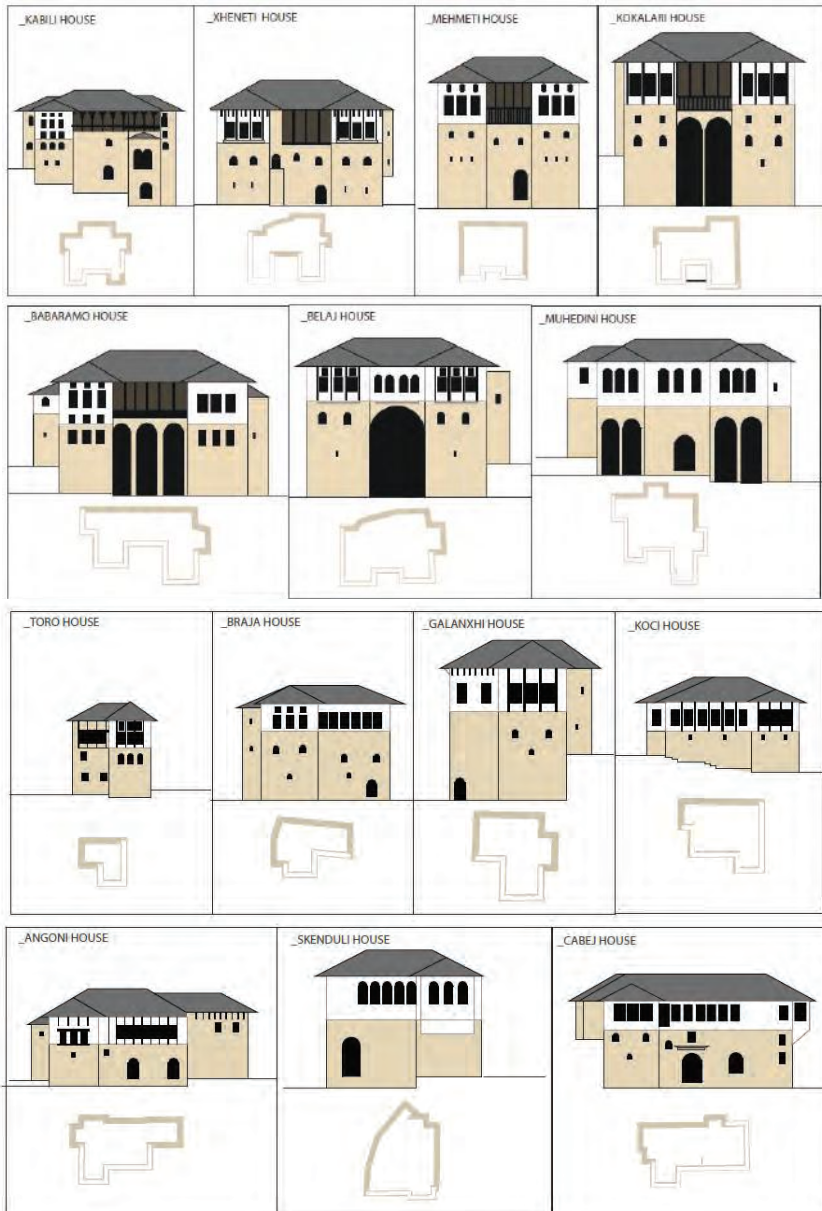 _KABILI HOUSE
_XHENETI HOUSE
_MEHMETI HOUSE
_KOKALARI HOUSE
_BABARAMO HOUSE
_BELAJ HOUSE
_MUHEDINI HOUSE
_TORO HOUSE
_BRAJA HOUSE
_GALANXHI HOUSE
_KOCI HOUSE
_ANGONI HOUSE
_SKENDULI HOUSE
_CABEJ HOUSE